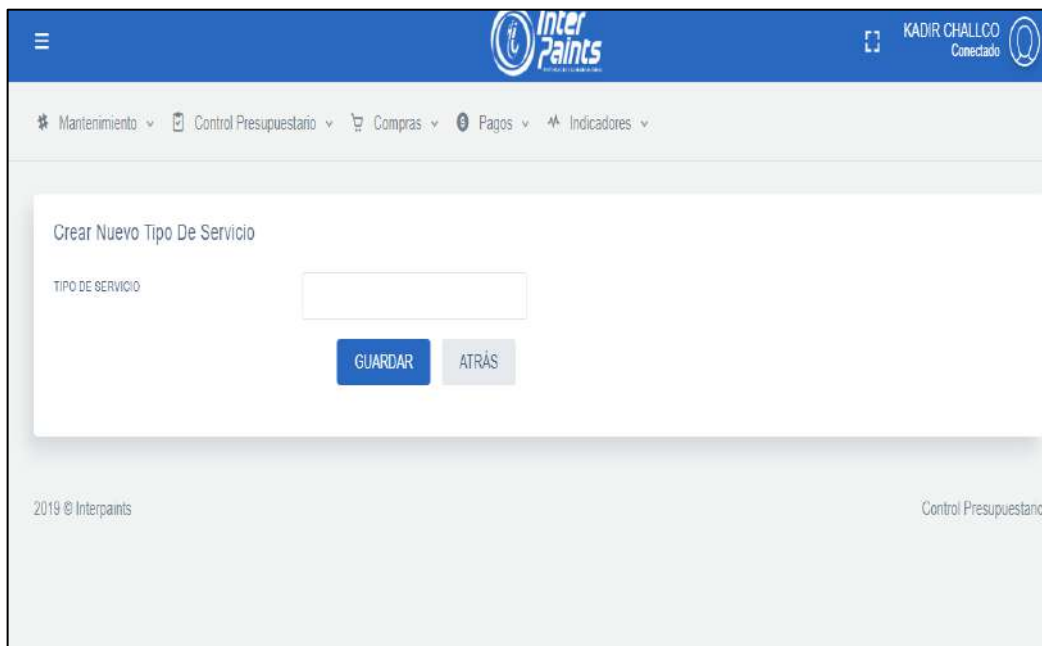 Inter
Paints
KADIR CHALLCO
Conectado
Mantenimiento
Control Presupuestario
Compras
Pagos
Indicadores
Crear Nuevo Tipo De Servicio
TIPO DE SERVICIO
GUARDAR
ATRÁS
2019 © Interpaints
Control Presupuestario